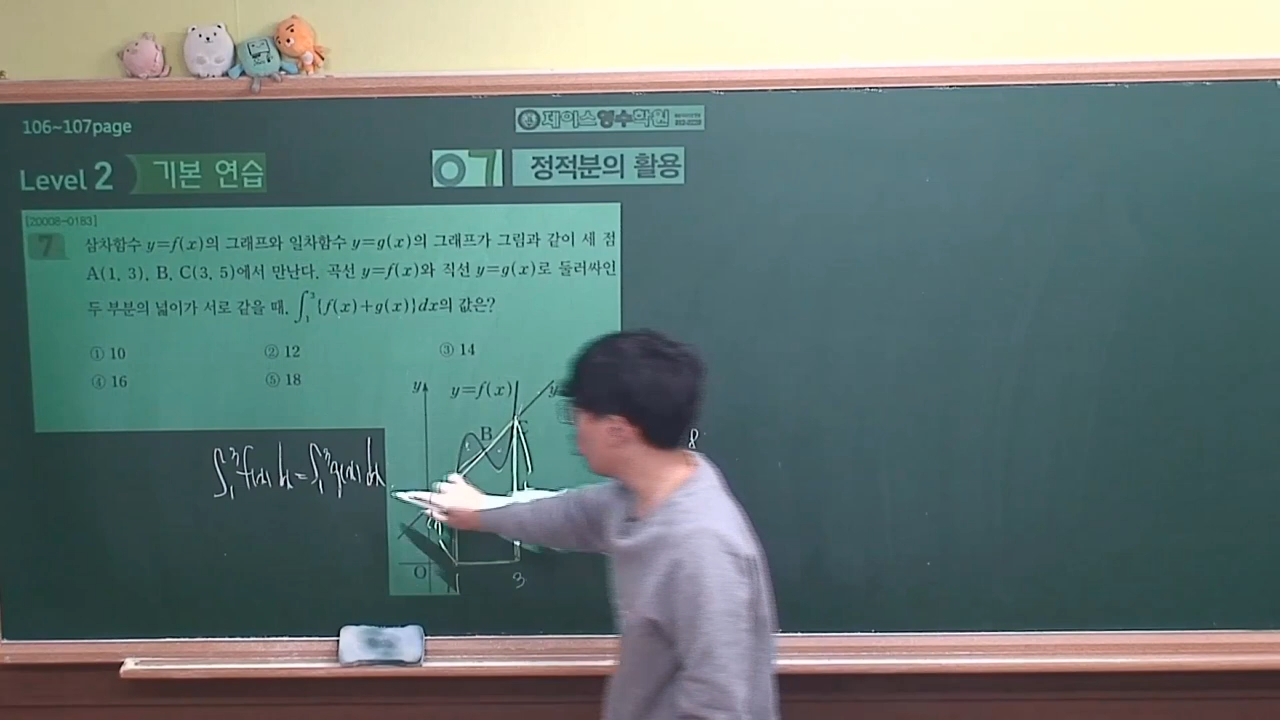 106~107page
제이스영수학원
Level 2 기본 연습
07 정적분의 활용
[20008-0183]
7 삼차함수 y=f(x)의 그래프와 일차함수 y=g(x)의 그래프가 그림과 같이 세 점
A(1, 3), B, C(3, 5)에서 만난다. 곡선 y=f(x)와 직선 y=g(x)로 둘러싸인
두 부분의 넓이가 서로 같을 때, ∫₁³{f(x)+g(x)}dx의 값은?
① 10 ② 12 ③ 14
④ 16 ⑤ 18
y y=f(x) y
B C
∫₁³f(x)dx=∫₁³g(x)dx
8
O 1 3